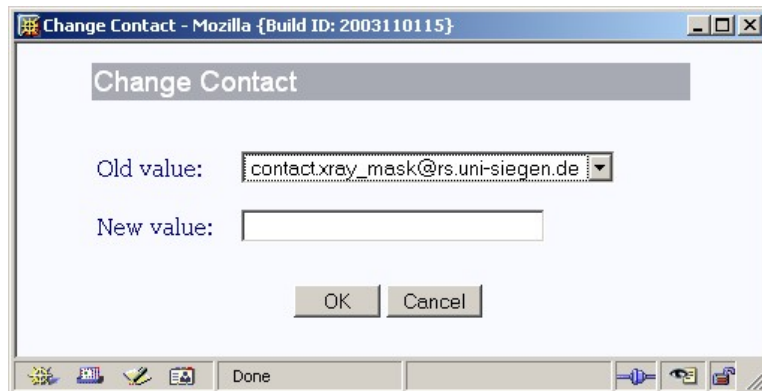 Change Contact - Mozilla {Build ID: 2003110115}
Change Contact
Old value: contact.xray_mask@rs.uni-siegen.de
New value:
OK Cancel
Done